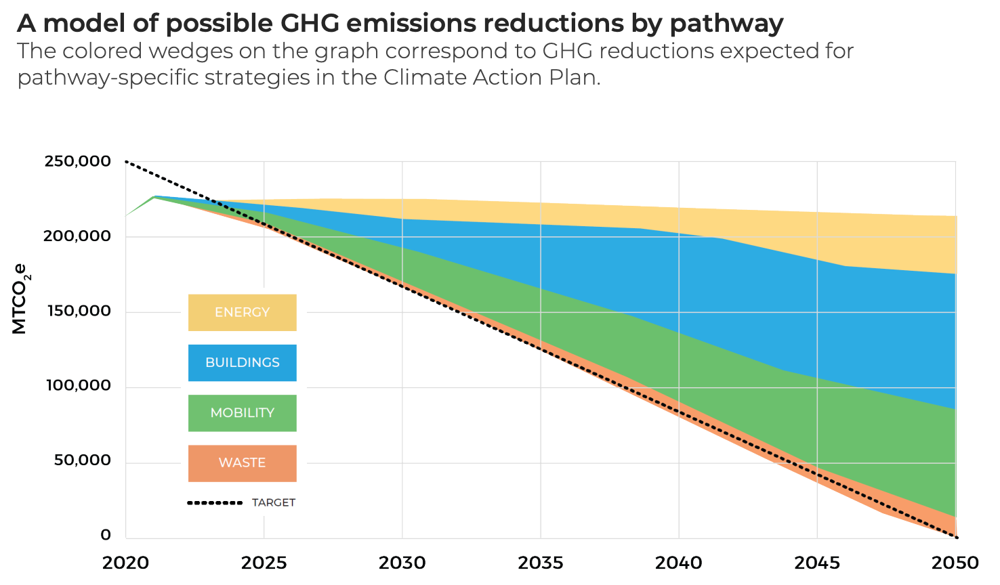 A model of possible GHG emissions reductions by pathway
The colored wedges on the graph correspond to GHG reductions expected for
pathway-specific strategies in the Climate Action Plan.
250,000
200,000
150,000
100,000
50,000
0
MTCO₂e
ENERGY
BUILDINGS
MOBILITY
WASTE
TARGET
2020 2025 2030 2035 2040 2045 2050